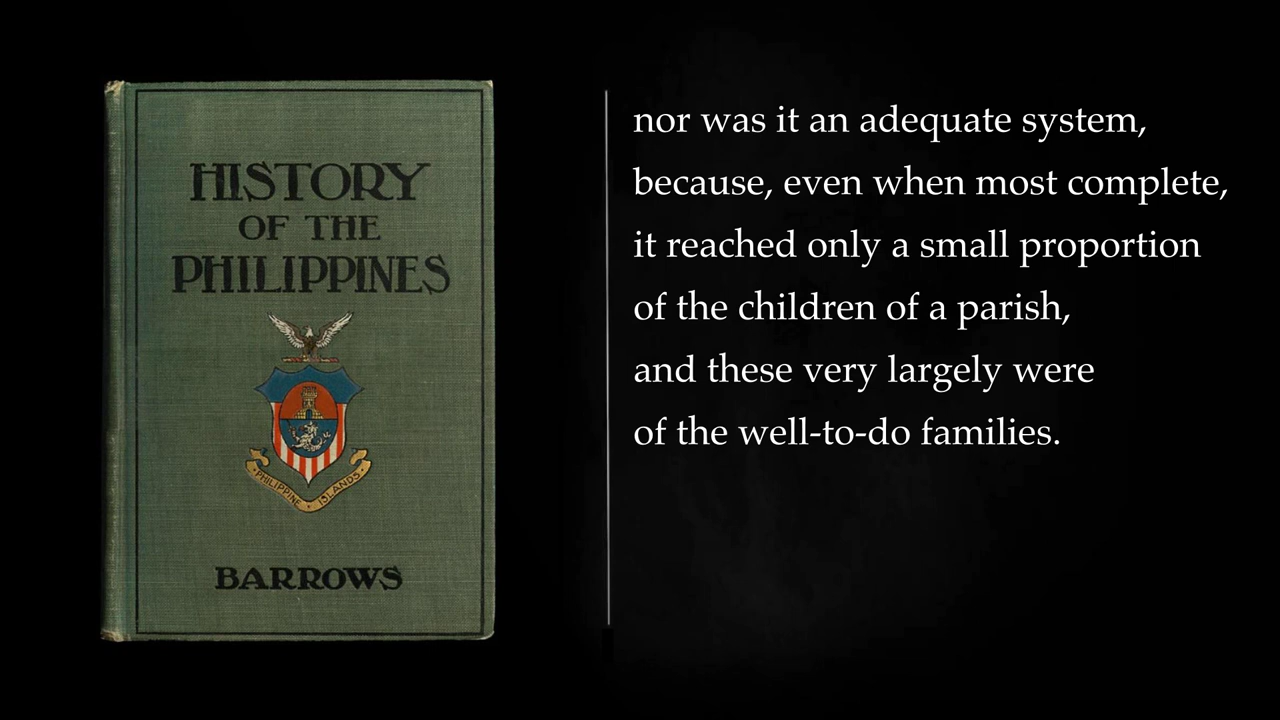 HISTORY
OF THE
PHILIPPINES
PHILIPPINE ISLANDS
BARROWS
nor was it an adequate system,
because, even when most complete,
it reached only a small proportion
of the children of a parish,
and these very largely were
of the well-to-do families.